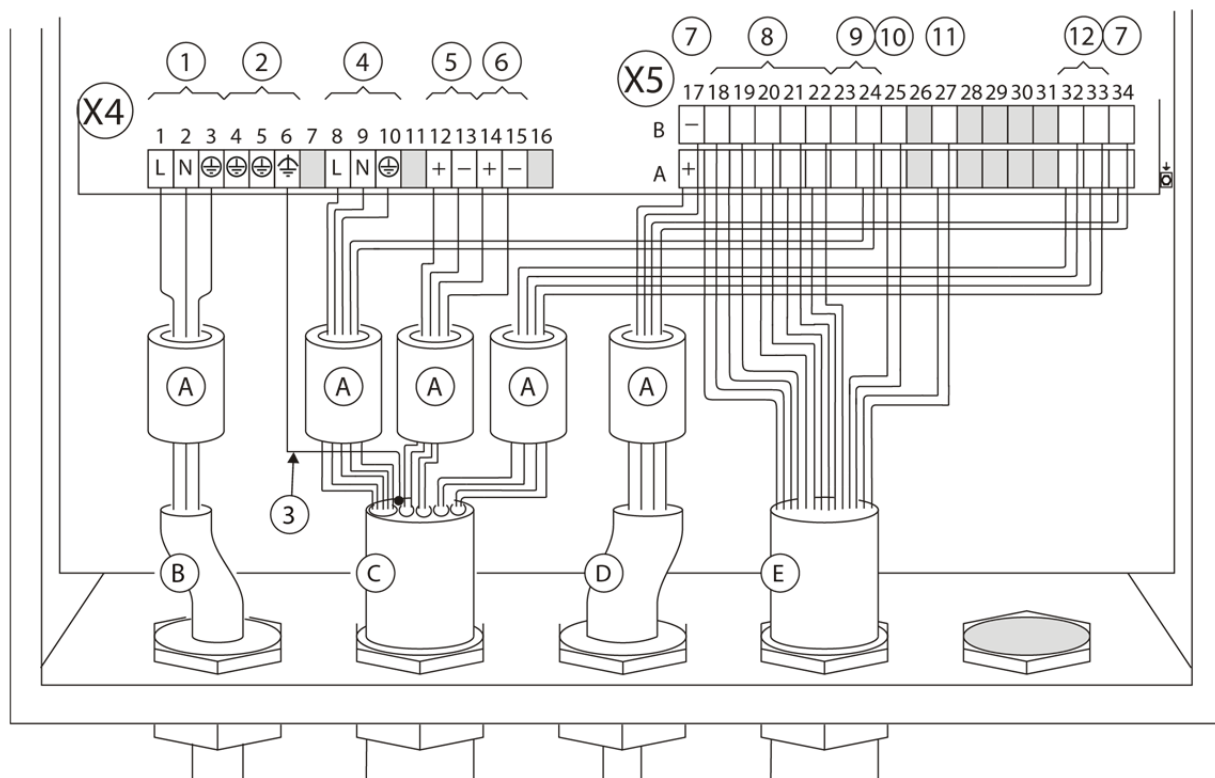 1 2 4 5 6
X4
1 2 3 4 5 6 7 8 9 10 11 12 13 14 15 16
L N L N + − + −
7 8 9 10 11 12 7
X5
17 18 19 20 21 22 23 24 25 26 27 28 29 30 31 32 33 34
B −
A +
A A A A A
3
B C D E